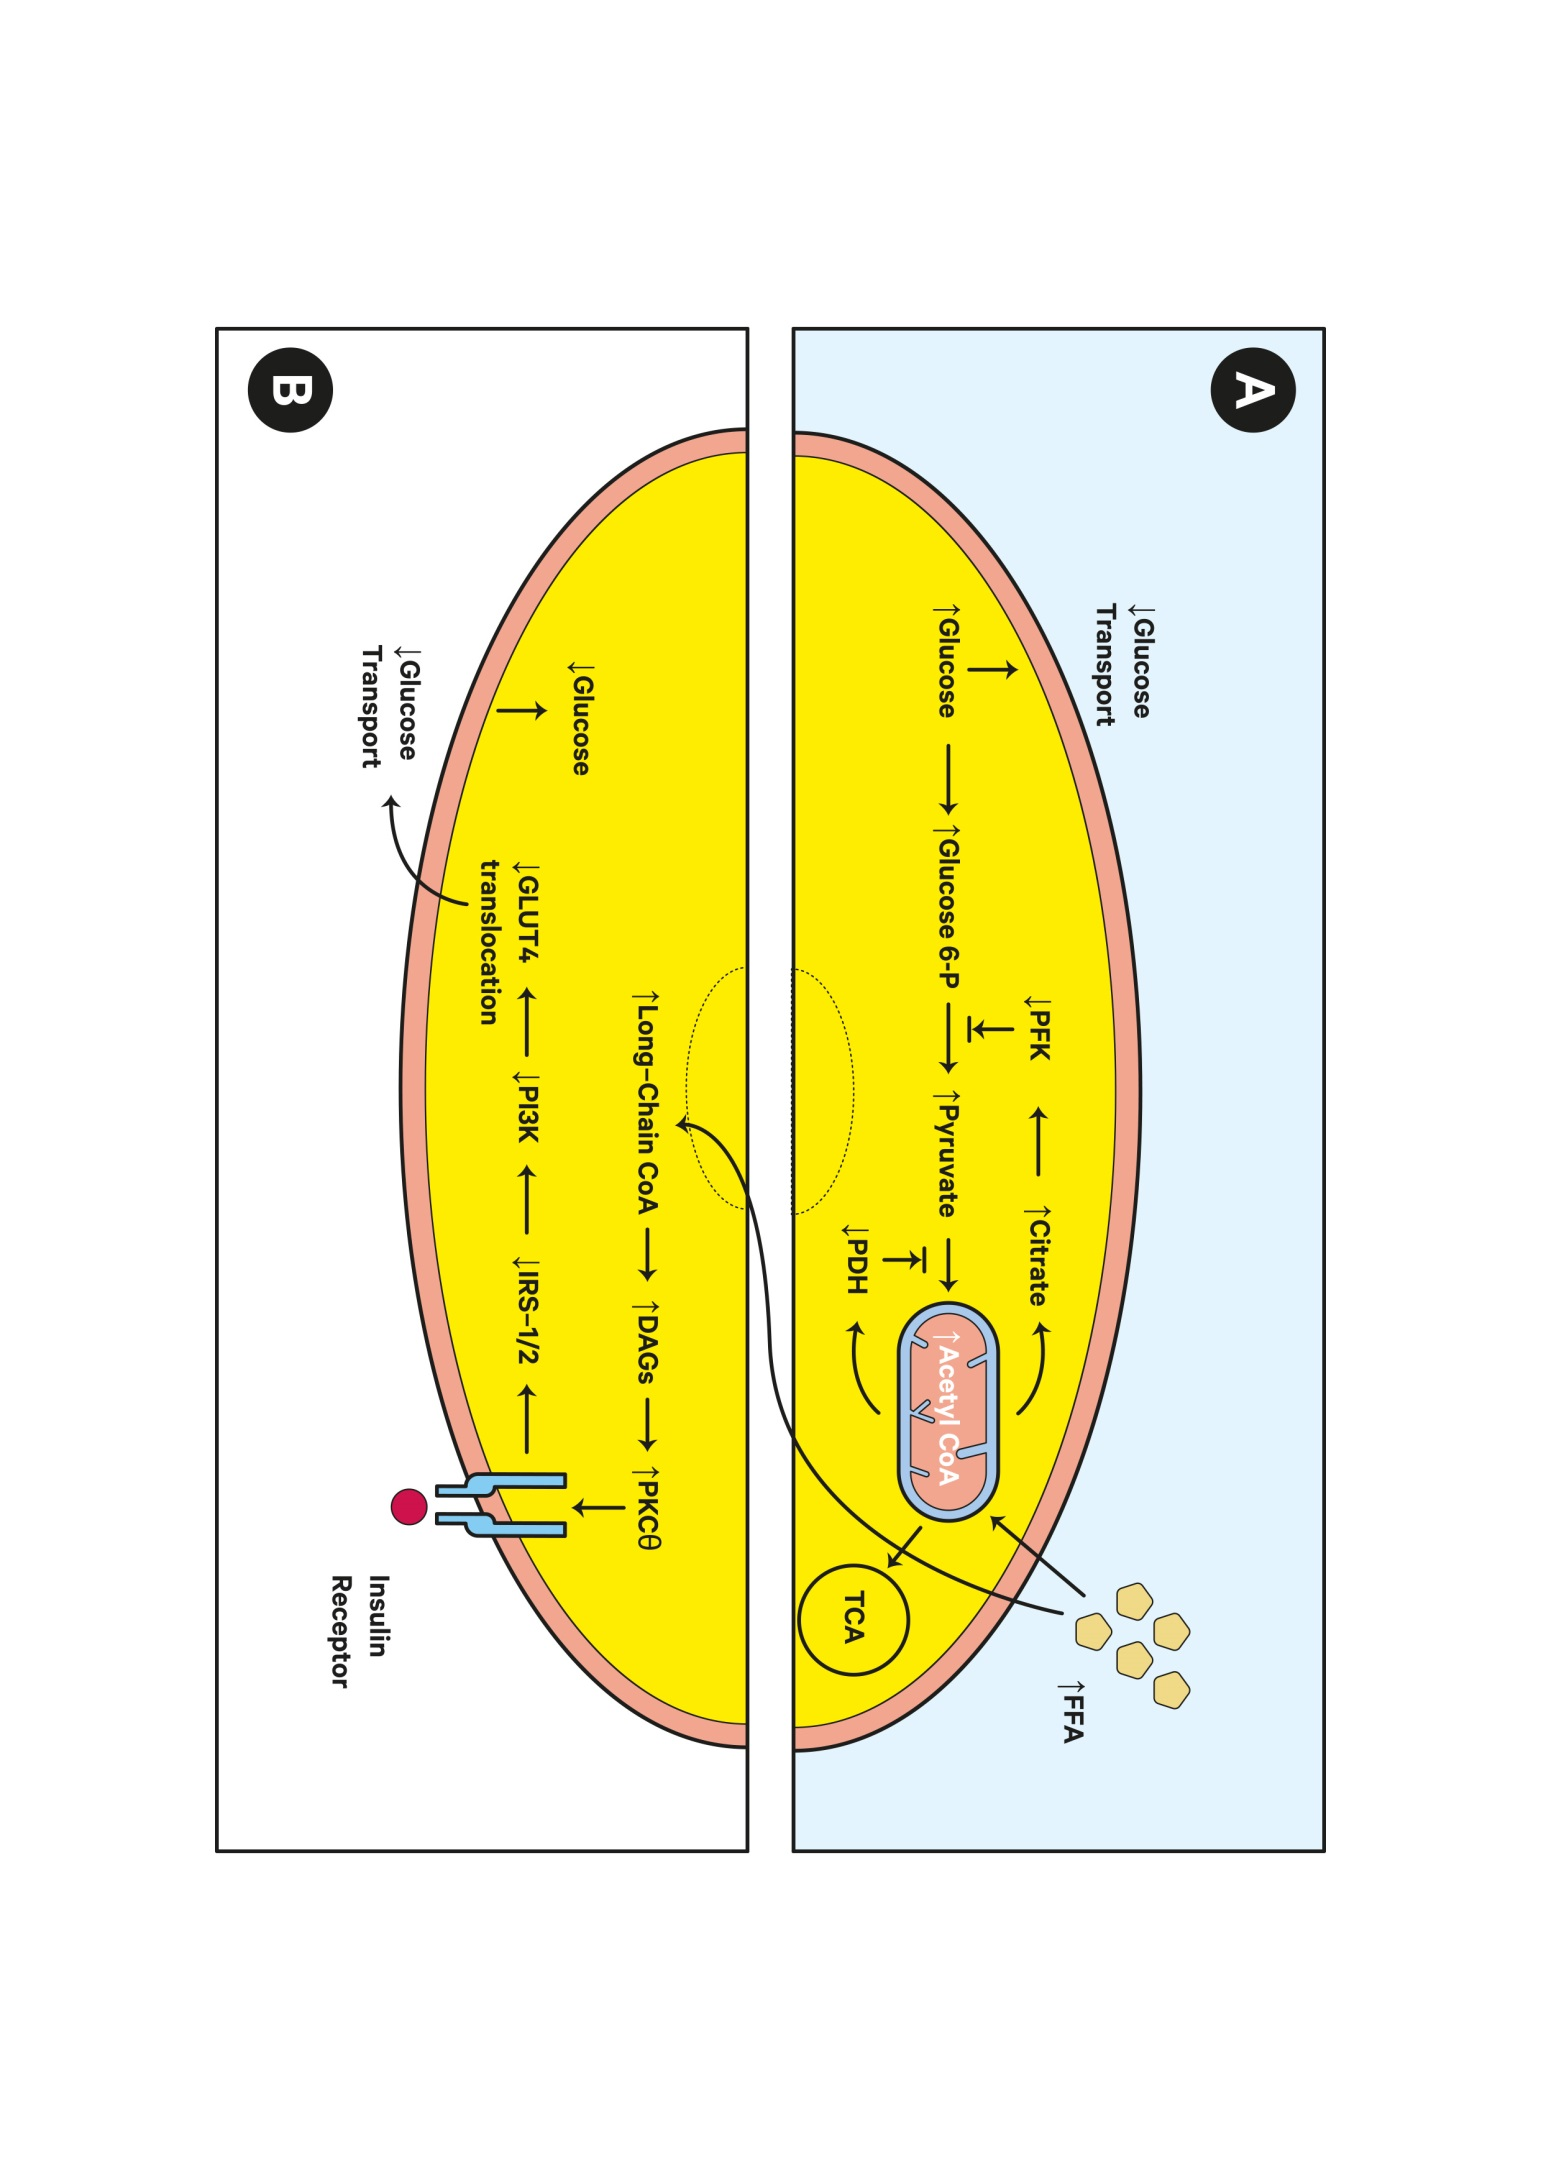 A
↓Glucose
Transport
↓PFK
↑Citrate
↑FFA
↑Glucose
↑Glucose 6-P
↑Pyruvate
↑Acetyl CoA
↓PDH
TCA
↑Long-Chain CoA
↑DAGs
↑PKCθ
↓Glucose
↓GLUT4
translocation
↓PI3K
↓IRS-1/2
↓Glucose
Transport
Insulin
Receptor
B